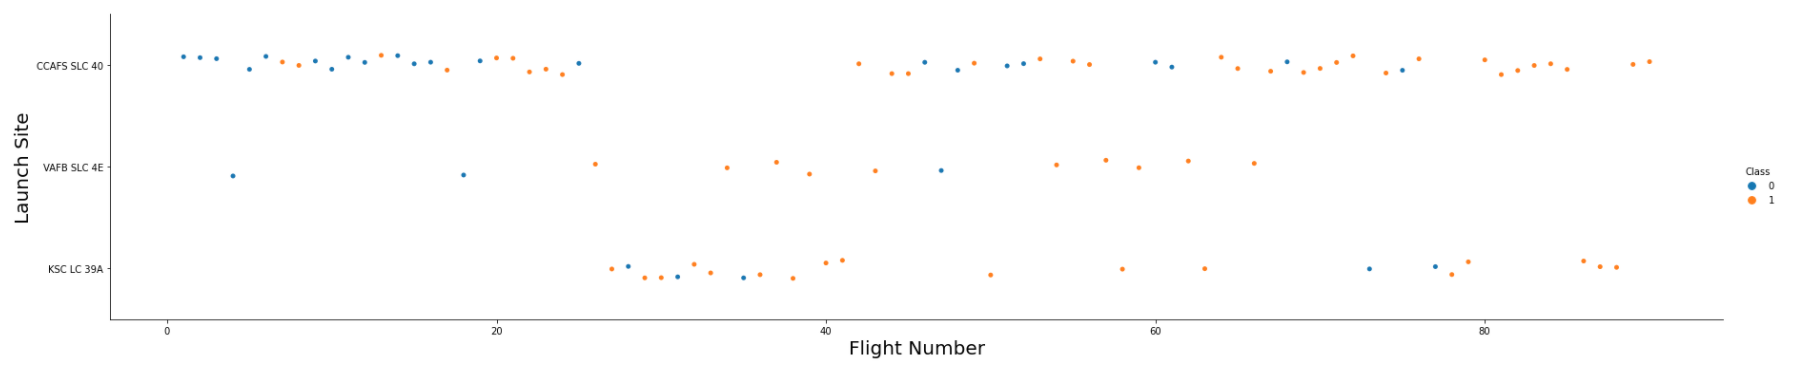 Launch Site
CCAFS SLC 40
VAFB SLC 4E
KSC LC 39A
0
20
40
60
80
Flight Number
Class
0
1